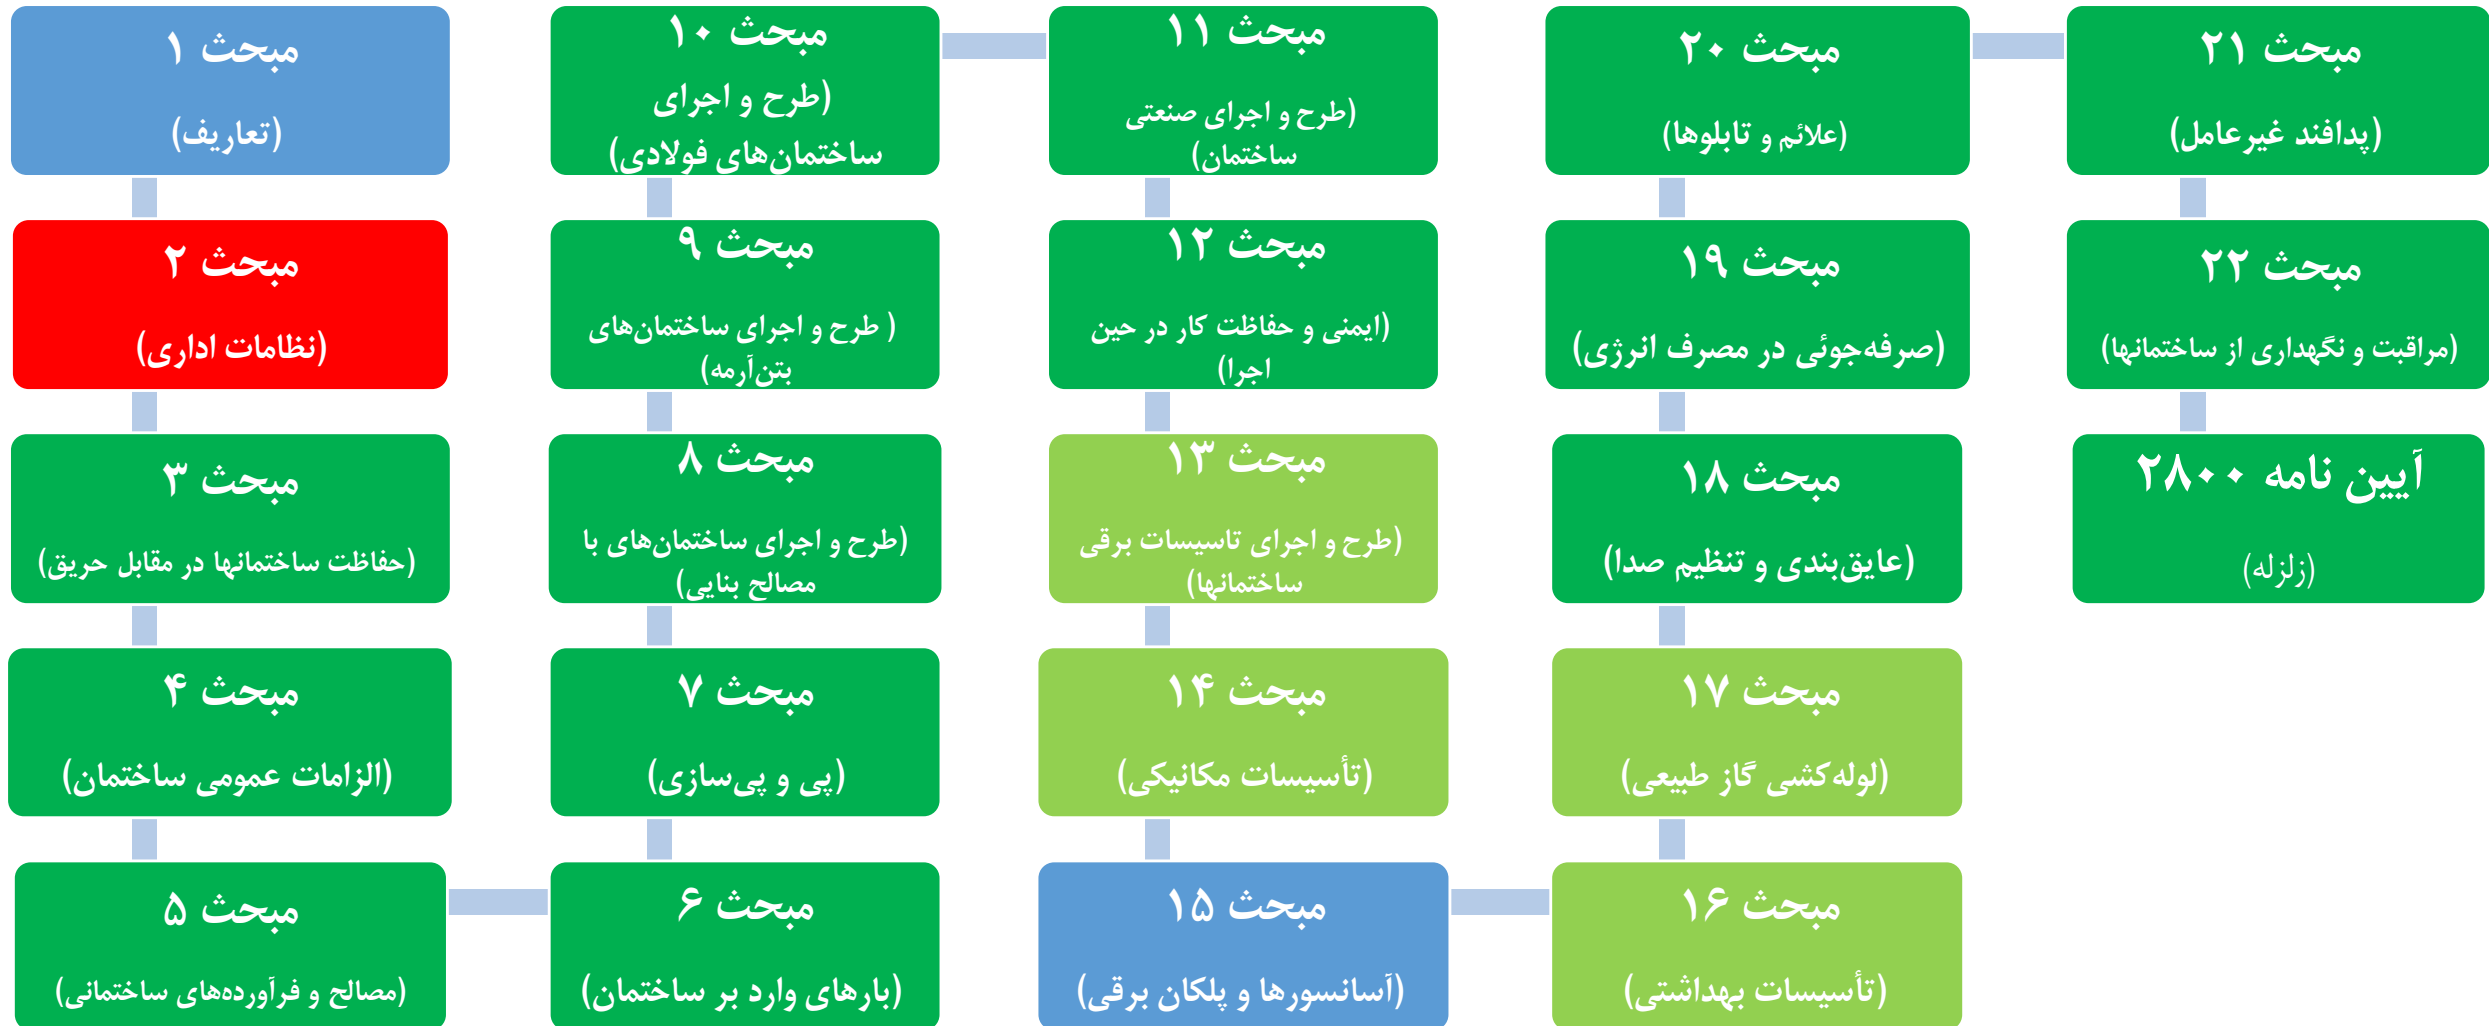 مبحث ۱
(تعاریف)
مبحث ۲
(نظامات اداری)
مبحث ۳
(حفاظت ساختمانها در مقابل حریق)
مبحث ۴
(الزامات عمومی ساختمان)
مبحث ۵
(مصالح و فرآورده‌های ساختمانی)
مبحث ۶
(بارهای وارد بر ساختمان)
مبحث ۷
(پی و پی‌سازی)
مبحث ۸
(طرح و اجرای ساختمان‌های با
مصالح بنایی)
مبحث ۹
( طرح و اجرای ساختمان‌های
بتن‌آرمه)
مبحث ۱۰
(طرح و اجرای
ساختمان‌های فولادی)
مبحث ۱۱
(طرح و اجرای صنعتی
ساختمان)
مبحث ۱۲
(ایمنی و حفاظت کار در حین
اجرا)
مبحث ۱۳
(طرح و اجرای تاسیسات برقی
ساختمانها)
مبحث ۱۴
(تأسیسات مکانیکی)
مبحث ۱۵
(آسانسورها و پلکان برقی)
مبحث ۱۶
(تأسیسات بهداشتی)
مبحث ۱۷
(لوله‌کشی گاز طبیعی)
مبحث ۱۸
(عایق‌بندی و تنظیم صدا)
مبحث ۱۹
(صرفه‌جوئی در مصرف انرژی)
مبحث ۲۰
(علائم و تابلوها)
مبحث ۲۱
(پدافند غیرعامل)
مبحث ۲۲
(مراقبت و نگهداری از ساختمانها)
آیین نامه ۲۸۰۰
(زلزله)